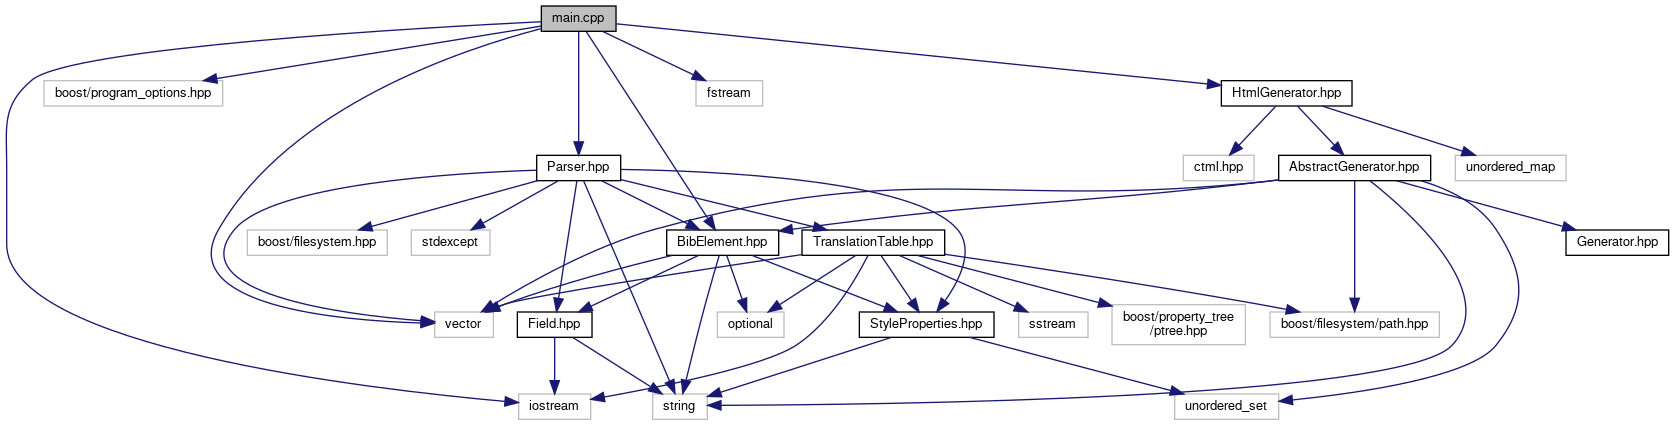 main.cpp
boost/program_options.hpp
fstream
HtmlGenerator.hpp
Parser.hpp
ctml.hpp
AbstractGenerator.hpp
unordered_map
boost/filesystem.hpp
stdexcept
BibElement.hpp
TranslationTable.hpp
Generator.hpp
vector
Field.hpp
optional
StyleProperties.hpp
sstream
boost/property_tree
/ptree.hpp
boost/filesystem/path.hpp
iostream
string
unordered_set